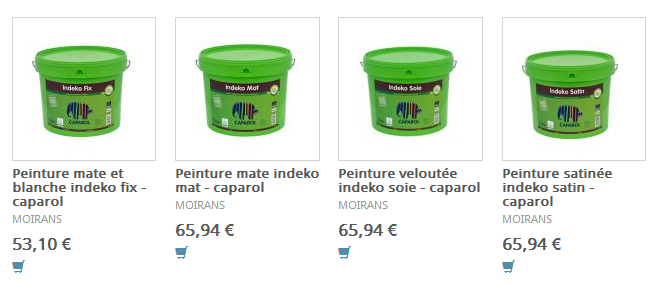 Indeko Fix
CAPAROL
Peinture mate et
blanche indeko fix -
caparol
MOIRANS
53,10 €
Indeko Mat
CAPAROL
Peinture mate indeko
mat - caparol
MOIRANS
65,94 €
Indeko Soie
CAPAROL
Peinture veloutée
indeko soie - caparol
MOIRANS
65,94 €
Indeko Satin
CAPAROL
Peinture satinée
indeko satin -
caparol
MOIRANS
65,94 €